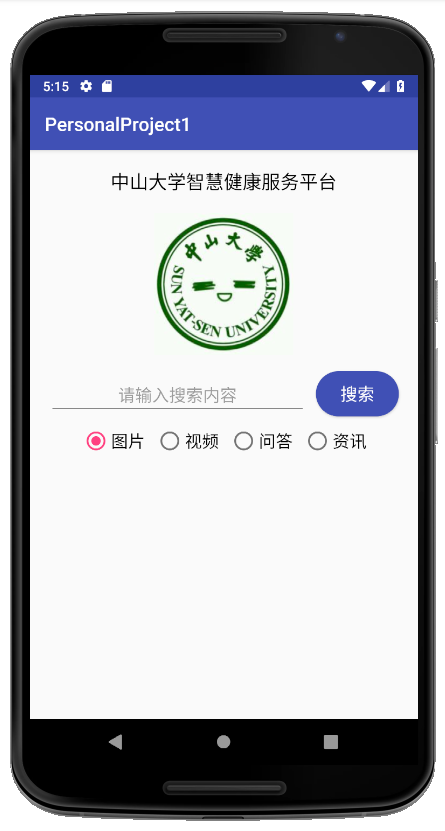 5:15
PersonalProject1
中山大学智慧健康服务平台
中山大學
SUN YAT-SEN UNIVERSITY
请输入搜索内容
搜索
图片 视频 问答 资讯